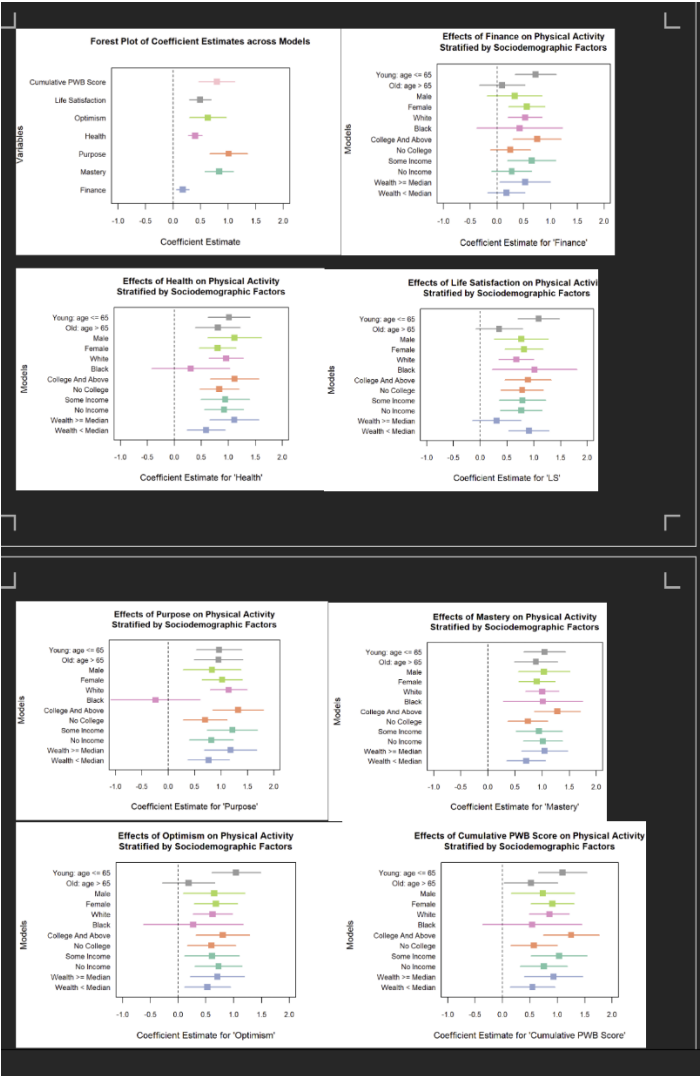 Forest Plot of Coefficient Estimates across Models
Variables
Cumulative PWB Score
Life Satisfaction
Optimism
Health
Purpose
Mastery
Finance
-1.0 -0.5 0.0 0.5 1.0 1.5 2.0
Coefficient Estimate
Effects of Finance on Physical Activity
Stratified by Sociodemographic Factors
Models
Young: age <= 65
Old: age > 65
Male
Female
White
Black
College And Above
No College
Some Income
No Income
Wealth >= Median
Wealth < Median
-1.0 -0.5 0.0 0.5 1.0 1.5 2.0
Coefficient Estimate for 'Finance'
Effects of Health on Physical Activity
Stratified by Sociodemographic Factors
Models
Young: age <= 65
Old: age > 65
Male
Female
White
Black
College And Above
No College
Some Income
No Income
Wealth >= Median
Wealth < Median
-1.0 -0.5 0.0 0.5 1.0 1.5 2.0
Coefficient Estimate for 'Health'
Effects of Life Satisfaction on Physical Activi
Stratified by Sociodemographic Factors
Models
Young: age <= 65
Old: age > 65
Male
Female
White
Black
College And Above
No College
Some Income
No Income
Wealth >= Median
Wealth < Median
-1.0 -0.5 0.0 0.5 1.0 1.5 2.0
Coefficient Estimate for 'LS'
Effects of Purpose on Physical Activity
Stratified by Sociodemographic Factors
Models
Young: age <= 65
Old: age > 65
Male
Female
White
Black
College And Above
No College
Some Income
No Income
Wealth >= Median
Wealth < Median
-1.0 -0.5 0.0 0.5 1.0 1.5 2.0
Coefficient Estimate for 'Purpose'
Effects of Mastery on Physical Activity
Stratified by Sociodemographic Factors
Models
Young: age <= 65
Old: age > 65
Male
Female
White
Black
College And Above
No College
Some Income
No Income
Wealth >= Median
Wealth < Median
-1.0 -0.5 0.0 0.5 1.0 1.5 2.0
Coefficient Estimate for 'Mastery'
Effects of Optimism on Physical Activity
Stratified by Sociodemographic Factors
Models
Young: age <= 65
Old: age > 65
Male
Female
White
Black
College And Above
No College
Some Income
No Income
Wealth >= Median
Wealth < Median
-1.0 -0.5 0.0 0.5 1.0 1.5 2.0
Coefficient Estimate for 'Optimism'
Effects of Cumulative PWB Score on Physical Activity
Stratified by Sociodemographic Factors
Models
Young: age <= 65
Old: age > 65
Male
Female
White
Black
College And Above
No College
Some Income
No Income
Wealth >= Median
Wealth < Median
-1.0 -0.5 0.0 0.5 1.0 1.5 2.0
Coefficient Estimate for 'Cumulative PWB Score'